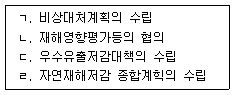 ㄱ. 비상대처계획의 수립
ㄴ. 재해영향평가등의 협의
ㄷ. 우수유출저감대책의 수립
ㄹ. 자연재해저감 종합계획의 수립